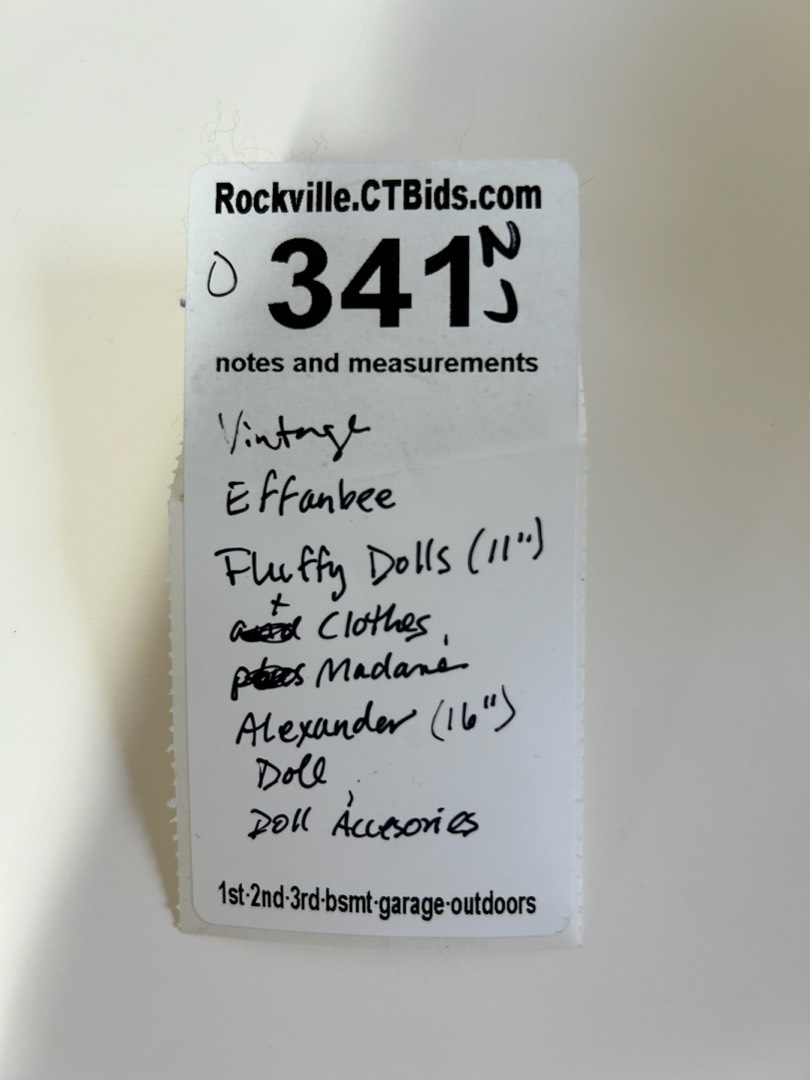 Rockville.CTBids.com
O 341 NJ
notes and measurements
Vintage
Effanbee
Fluffy Dolls (11")
+ Clothes,
Madame
Alexander (16")
Doll,
Doll Accesories
1st·2nd·3rd·bsmt·garage·outdoors